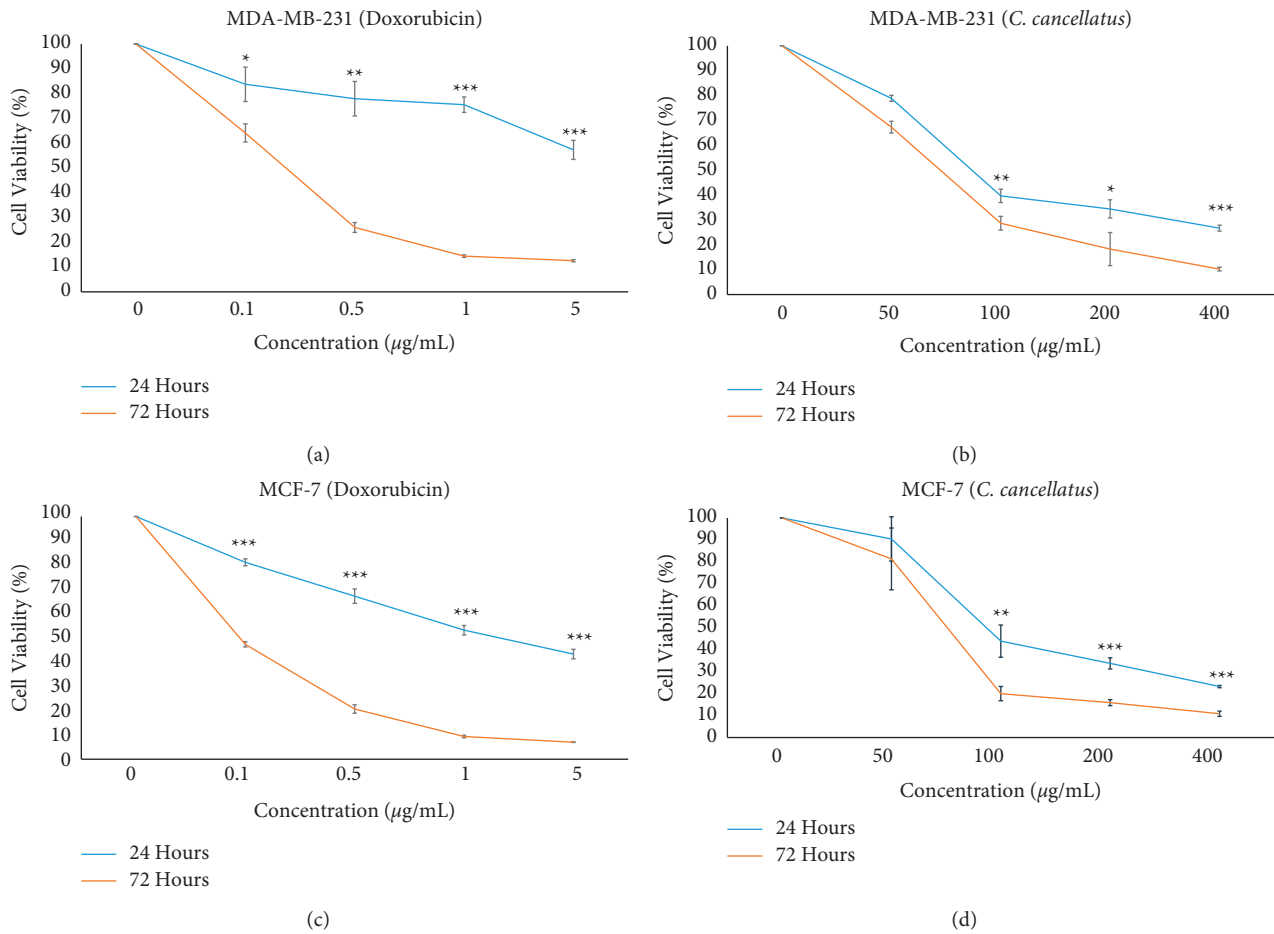 MDA-MB-231 (Doxorubicin)
Cell Viability (%)
100
90
80
70
60
50
40
30
20
10
0
*
**
***
***
0 0.1 0.5 1 5
Concentration (µg/mL)
24 Hours
72 Hours
(a)
MDA-MB-231 (C. cancellatus)
Cell Viability (%)
100
90
80
70
60
50
40
30
20
10
0
**
*
***
0 50 100 200 400
Concentration (µg/mL)
24 Hours
72 Hours
(b)
MCF-7 (Doxorubicin)
Cell Viability (%)
100
90
80
70
60
50
40
30
20
10
0
***
***
***
***
0 0.1 0.5 1 5
Concentration (µg/mL)
24 Hours
72 Hours
(c)
MCF-7 (C. cancellatus)
Cell Viability (%)
100
90
80
70
60
50
40
30
20
10
0
**
***
***
0 50 100 200 400
Concentration (µg/mL)
24 Hours
72 Hours
(d)